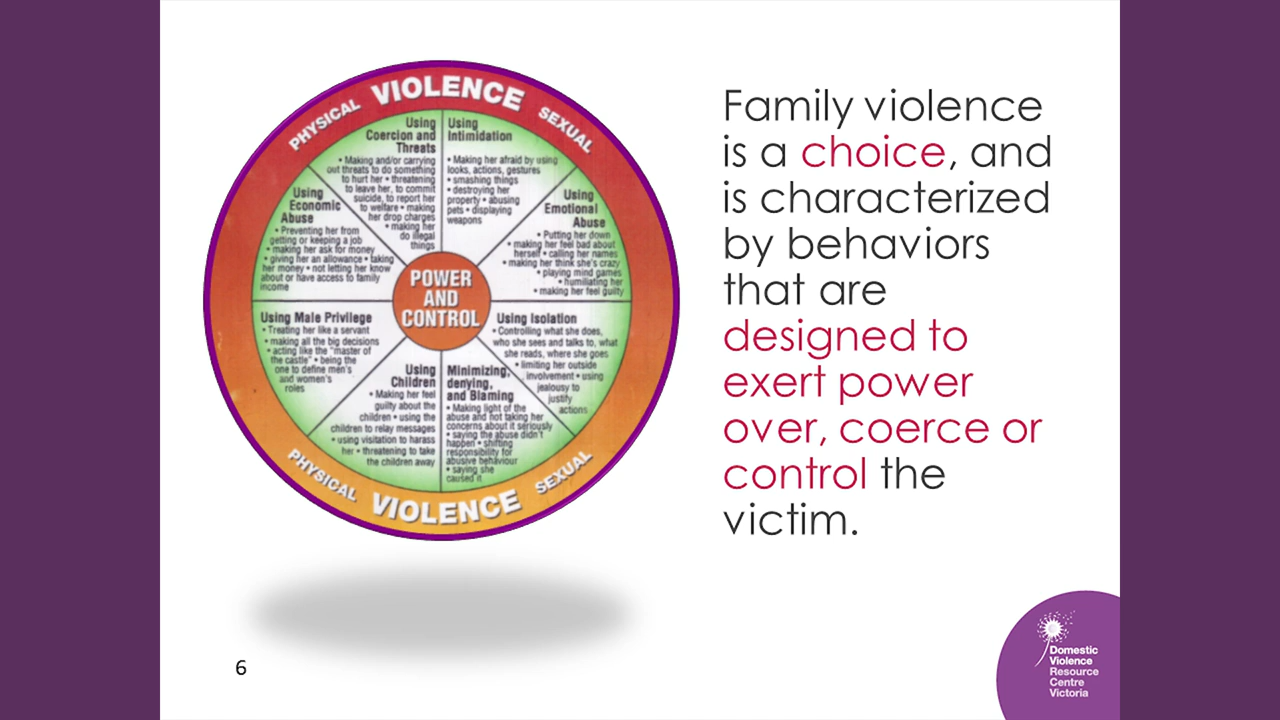 PHYSICAL VIOLENCE SEXUAL
Using
Coercion and
Threats
• Making and/or carrying
out threats to do something
to hurt her • threatening
to leave her, to commit
suicide, to report her
to welfare • making
her drop charges
• making her
do illegal
things
Using
Intimidation
• Making her afraid by using
looks, actions, gestures
• smashing things
• destroying her
property • abusing
pets • displaying
weapons
Using
Economic
Abuse
• Preventing her from
getting or keeping a job
• making her ask for money
• giving her an allowance • taking
her money • not letting her know
about or have access to family
income
Using
Emotional
Abuse
• Putting her down
• making her feel bad about
herself • calling her names
• making her think she's crazy
• playing mind games
• humiliating her
• making her feel guilty
POWER
AND
CONTROL
Using Male Privilege
• Treating her like a servant
• making all the big decisions
• acting like the "master of
the castle" • being the
one to define men's
and women's
roles
Using Isolation
• Controlling what she does,
who she sees and talks to, what
she reads, where she goes
• limiting her outside
involvement • using
jealousy to
justify
actions
Using
Children
• Making her feel
guilty about the
children • using the
children to relay messages
• using visitation to harass
her • threatening to take
the children away
Minimizing,
denying,
and Blaming
• Making light of the
abuse and not taking her
concerns about it seriously
• saying the abuse didn't
happen • shifting
responsibility for
abusive behaviour
• saying she
caused it
PHYSICAL VIOLENCE SEXUAL
Family violence
is a choice, and
is characterized
by behaviors
that are
designed to
exert power
over, coerce or
control the
victim.
6
Domestic
Violence
Resource
Centre
Victoria